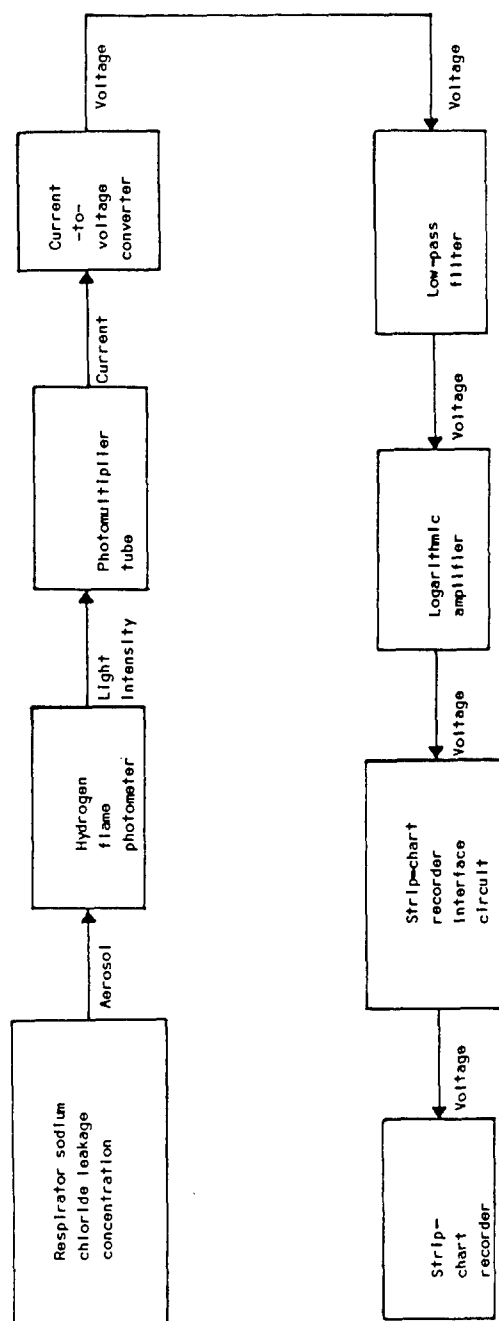 Respirator sodium
chloride leakage
concentration
Aerosol
Hydrogen
flame
photometer
Light
Intensity
Photomultiplier
tube
Current
Current
-to-
voltage
converter
Voltage
Voltage
Low-pass
filter
Voltage
Logarithmic
amplifier
Voltage
Strip-chart
recorder
Interface
circuit
Voltage
Strip-
chart
recorder